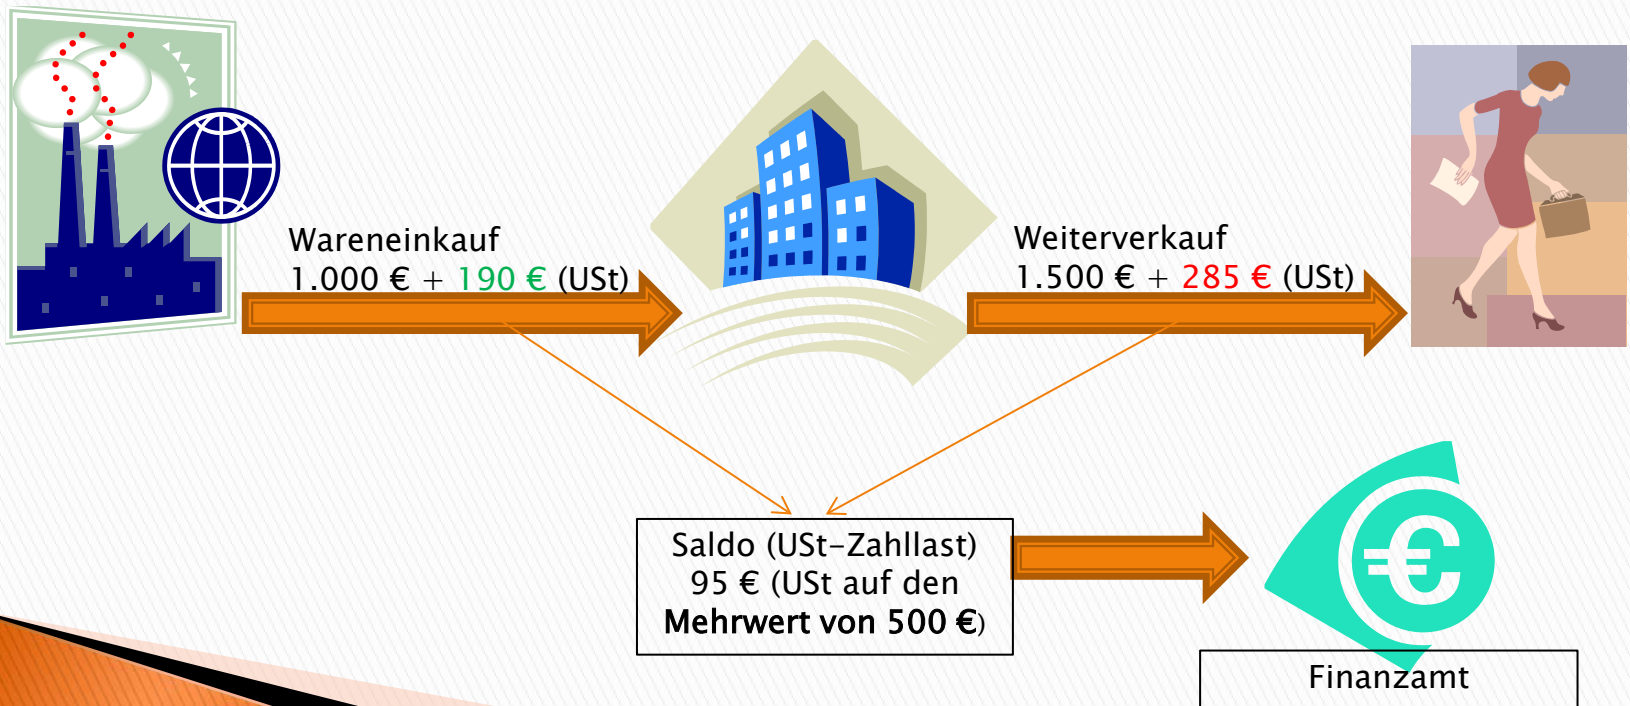 Wareneinkauf
1.000 € + 190 € (USt)
Weiterverkauf
1.500 € + 285 € (USt)
Saldo (USt-Zahllast)
95 € (USt auf den
Mehrwert von 500 €)
€
Finanzamt